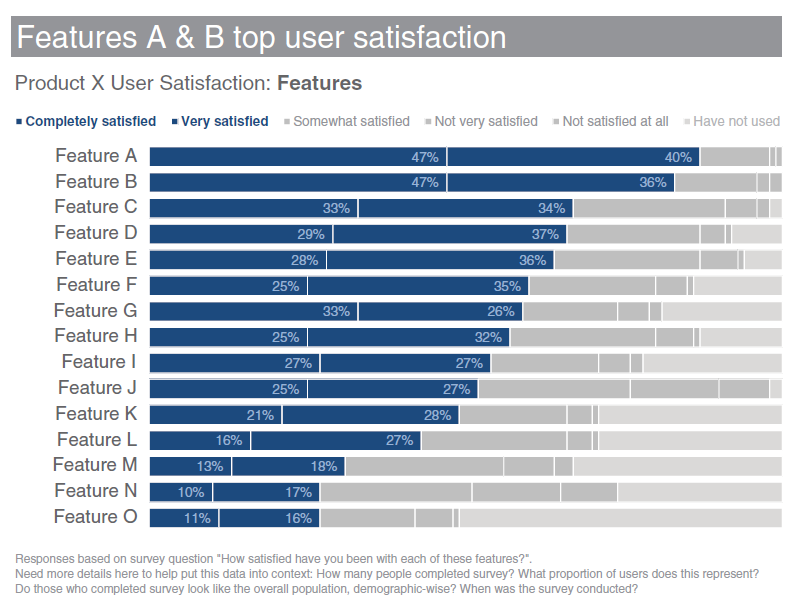 Features A & B top user satisfaction
Product X User Satisfaction: Features
Completely satisfied Very satisfied Somewhat satisfied Not very satisfied Not satisfied at all Have not used
Feature A 47% 40%
Feature B 47% 36%
Feature C 33% 34%
Feature D 29% 37%
Feature E 28% 36%
Feature F 25% 35%
Feature G 33% 26%
Feature H 25% 32%
Feature I 27% 27%
Feature J 25% 27%
Feature K 21% 28%
Feature L 16% 27%
Feature M 13% 18%
Feature N 10% 17%
Feature O 11% 16%
Responses based on survey question "How satisfied have you been with each of these features?".
Need more details here to help put this data into context: How many people completed survey? What proportion of users does this represent?
Do those who completed survey look like the overall population, demographic-wise? When was the survey conducted?